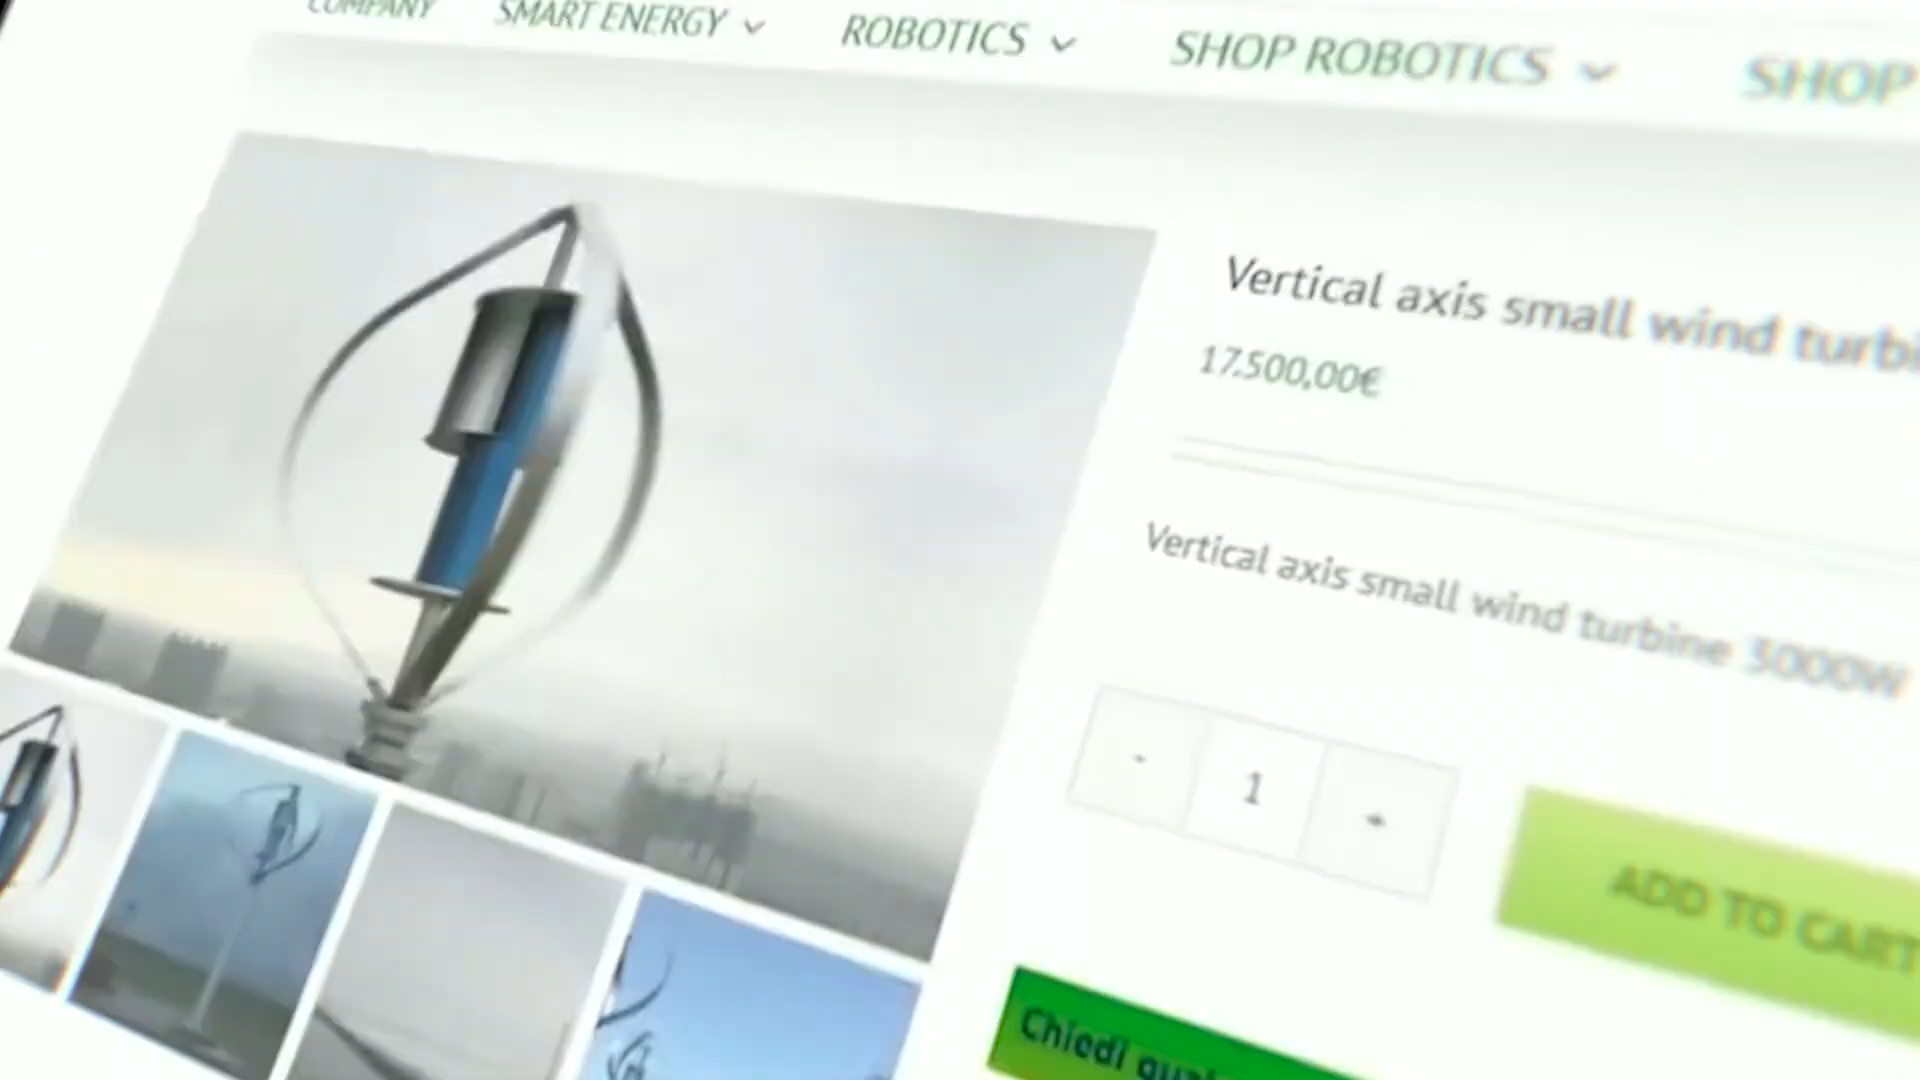 COMPANY SMART ENERGY ROBOTICS SHOP ROBOTICS SHOP
Vertical axis small wind
17.500,00€
Vertical axis small wind turbine 3000W
- 1 +
ADD TO CART
Chiedi